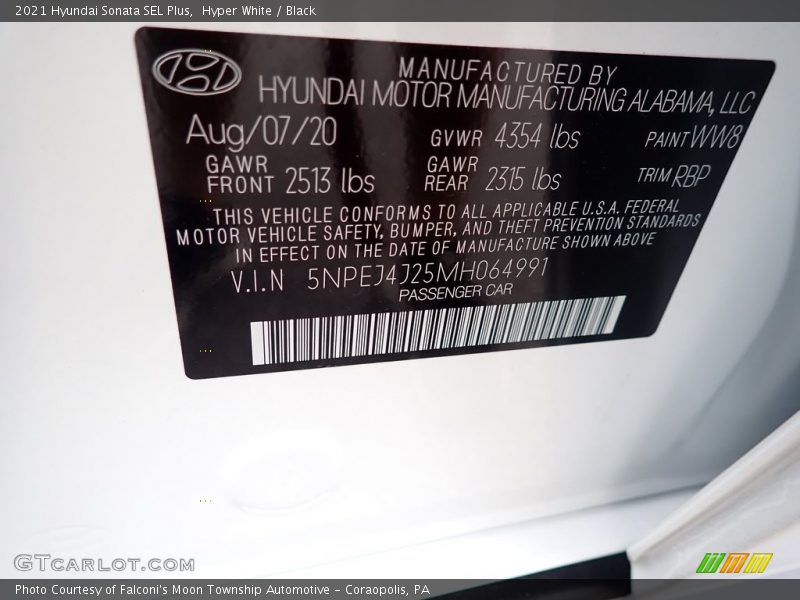 2021 Hyundai Sonata SEL Plus,  Hyper White / Black
MANUFACTURED BY
HYUNDAI MOTOR MANUFACTURING ALABAMA, LLC
Aug/07/20 GVWR 4354 lbs PAINT WW8
GAWR FRONT 2513 lbs GAWR REAR 2315 lbs TRIM RBP
THIS VEHICLE CONFORMS TO ALL APPLICABLE U.S.A. FEDERAL
MOTOR VEHICLE SAFETY, BUMPER, AND THEFT PREVENTION STANDARDS
IN EFFECT ON THE DATE OF MANUFACTURE SHOWN ABOVE
V.I.N 5NPEJ4J25MH064991
PASSENGER CAR
GTCARLOT.COM
Photo Courtesy of Falconi's Moon Township Automotive - Coraopolis, PA